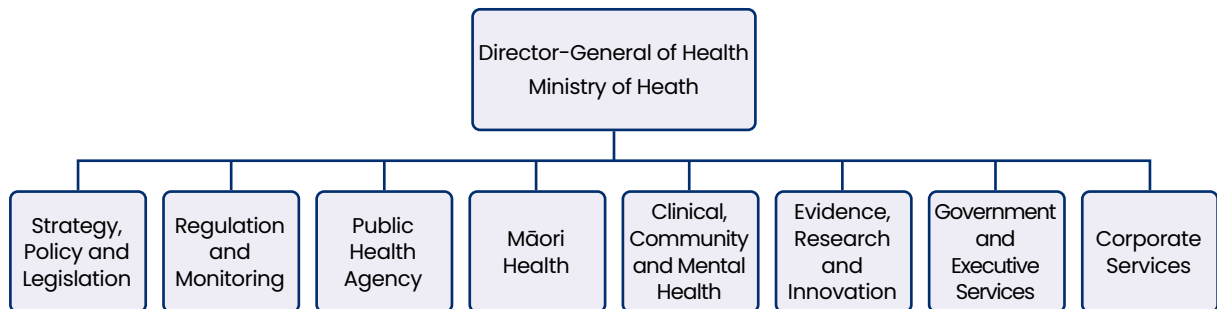 Director-General of Health
Ministry of Heath
Strategy,
Policy and
Legislation
Regulation
and
Monitoring
Public
Health
Agency
Māori
Health
Clinical,
Community
and Mental
Health
Evidence,
Research
and
Innovation
Government
and
Executive
Services
Corporate
Services